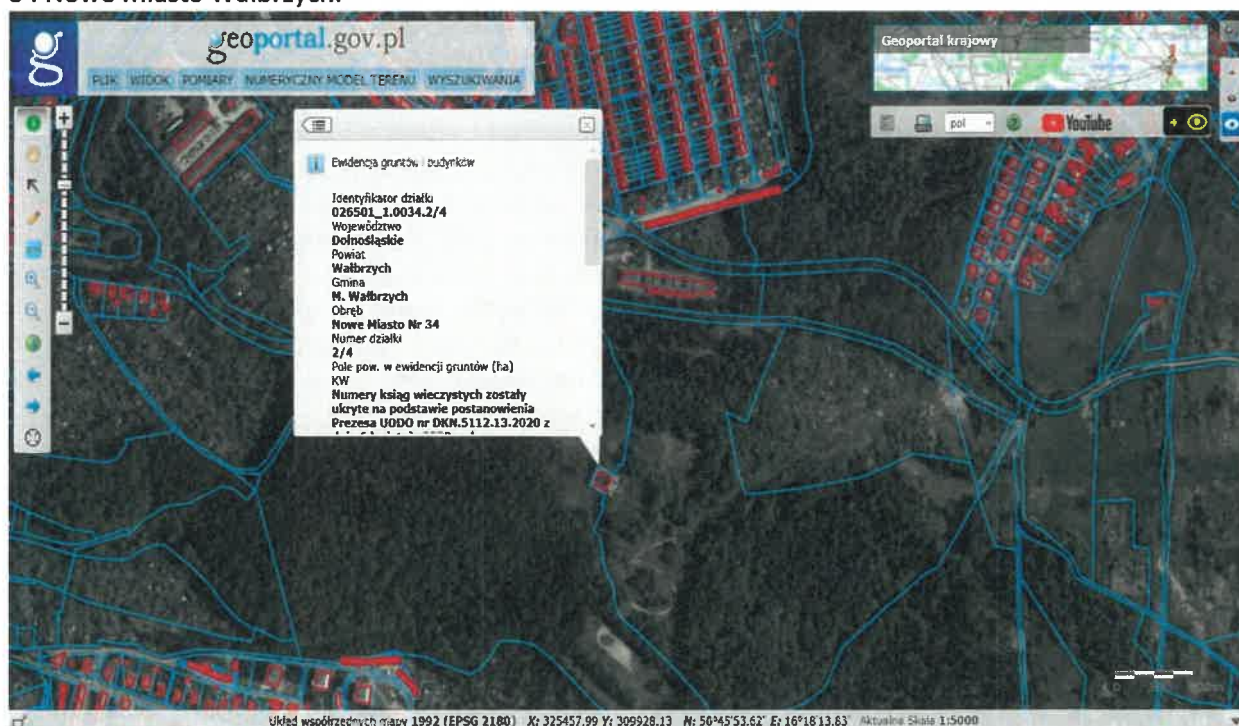 34 Nowe Miasto Wałbrzych.
geoportal.gov.pl
PLIK WIDOK POMIARY NUMERYCZNY MODEL TERENU WYSZUKIWANIA
Geoportal krajowy
pol
YouTube
Ewidencja gruntów i budynków
Identyfikator działki
026501_1.0034.2/4
Województwo
Dolnośląskie
Powiat
Wałbrzych
Gmina
M. Wałbrzych
Obręb
Nowe Miasto Nr 34
Numer działki
2/4
Pole pow. w ewidencji gruntów (ha)
KW
Numery ksiąg wieczystych zostały
ukryte na podstawie postanowienia
Prezesa UODO nr DKN.5112.13.2020 z
Układ współrzędnych mapy 1992 (EPSG 2180) X: 325457.99 Y: 309928.13 N: 50°45'53.62" E: 16°18'13.83" Aktualna Skala 1:5000